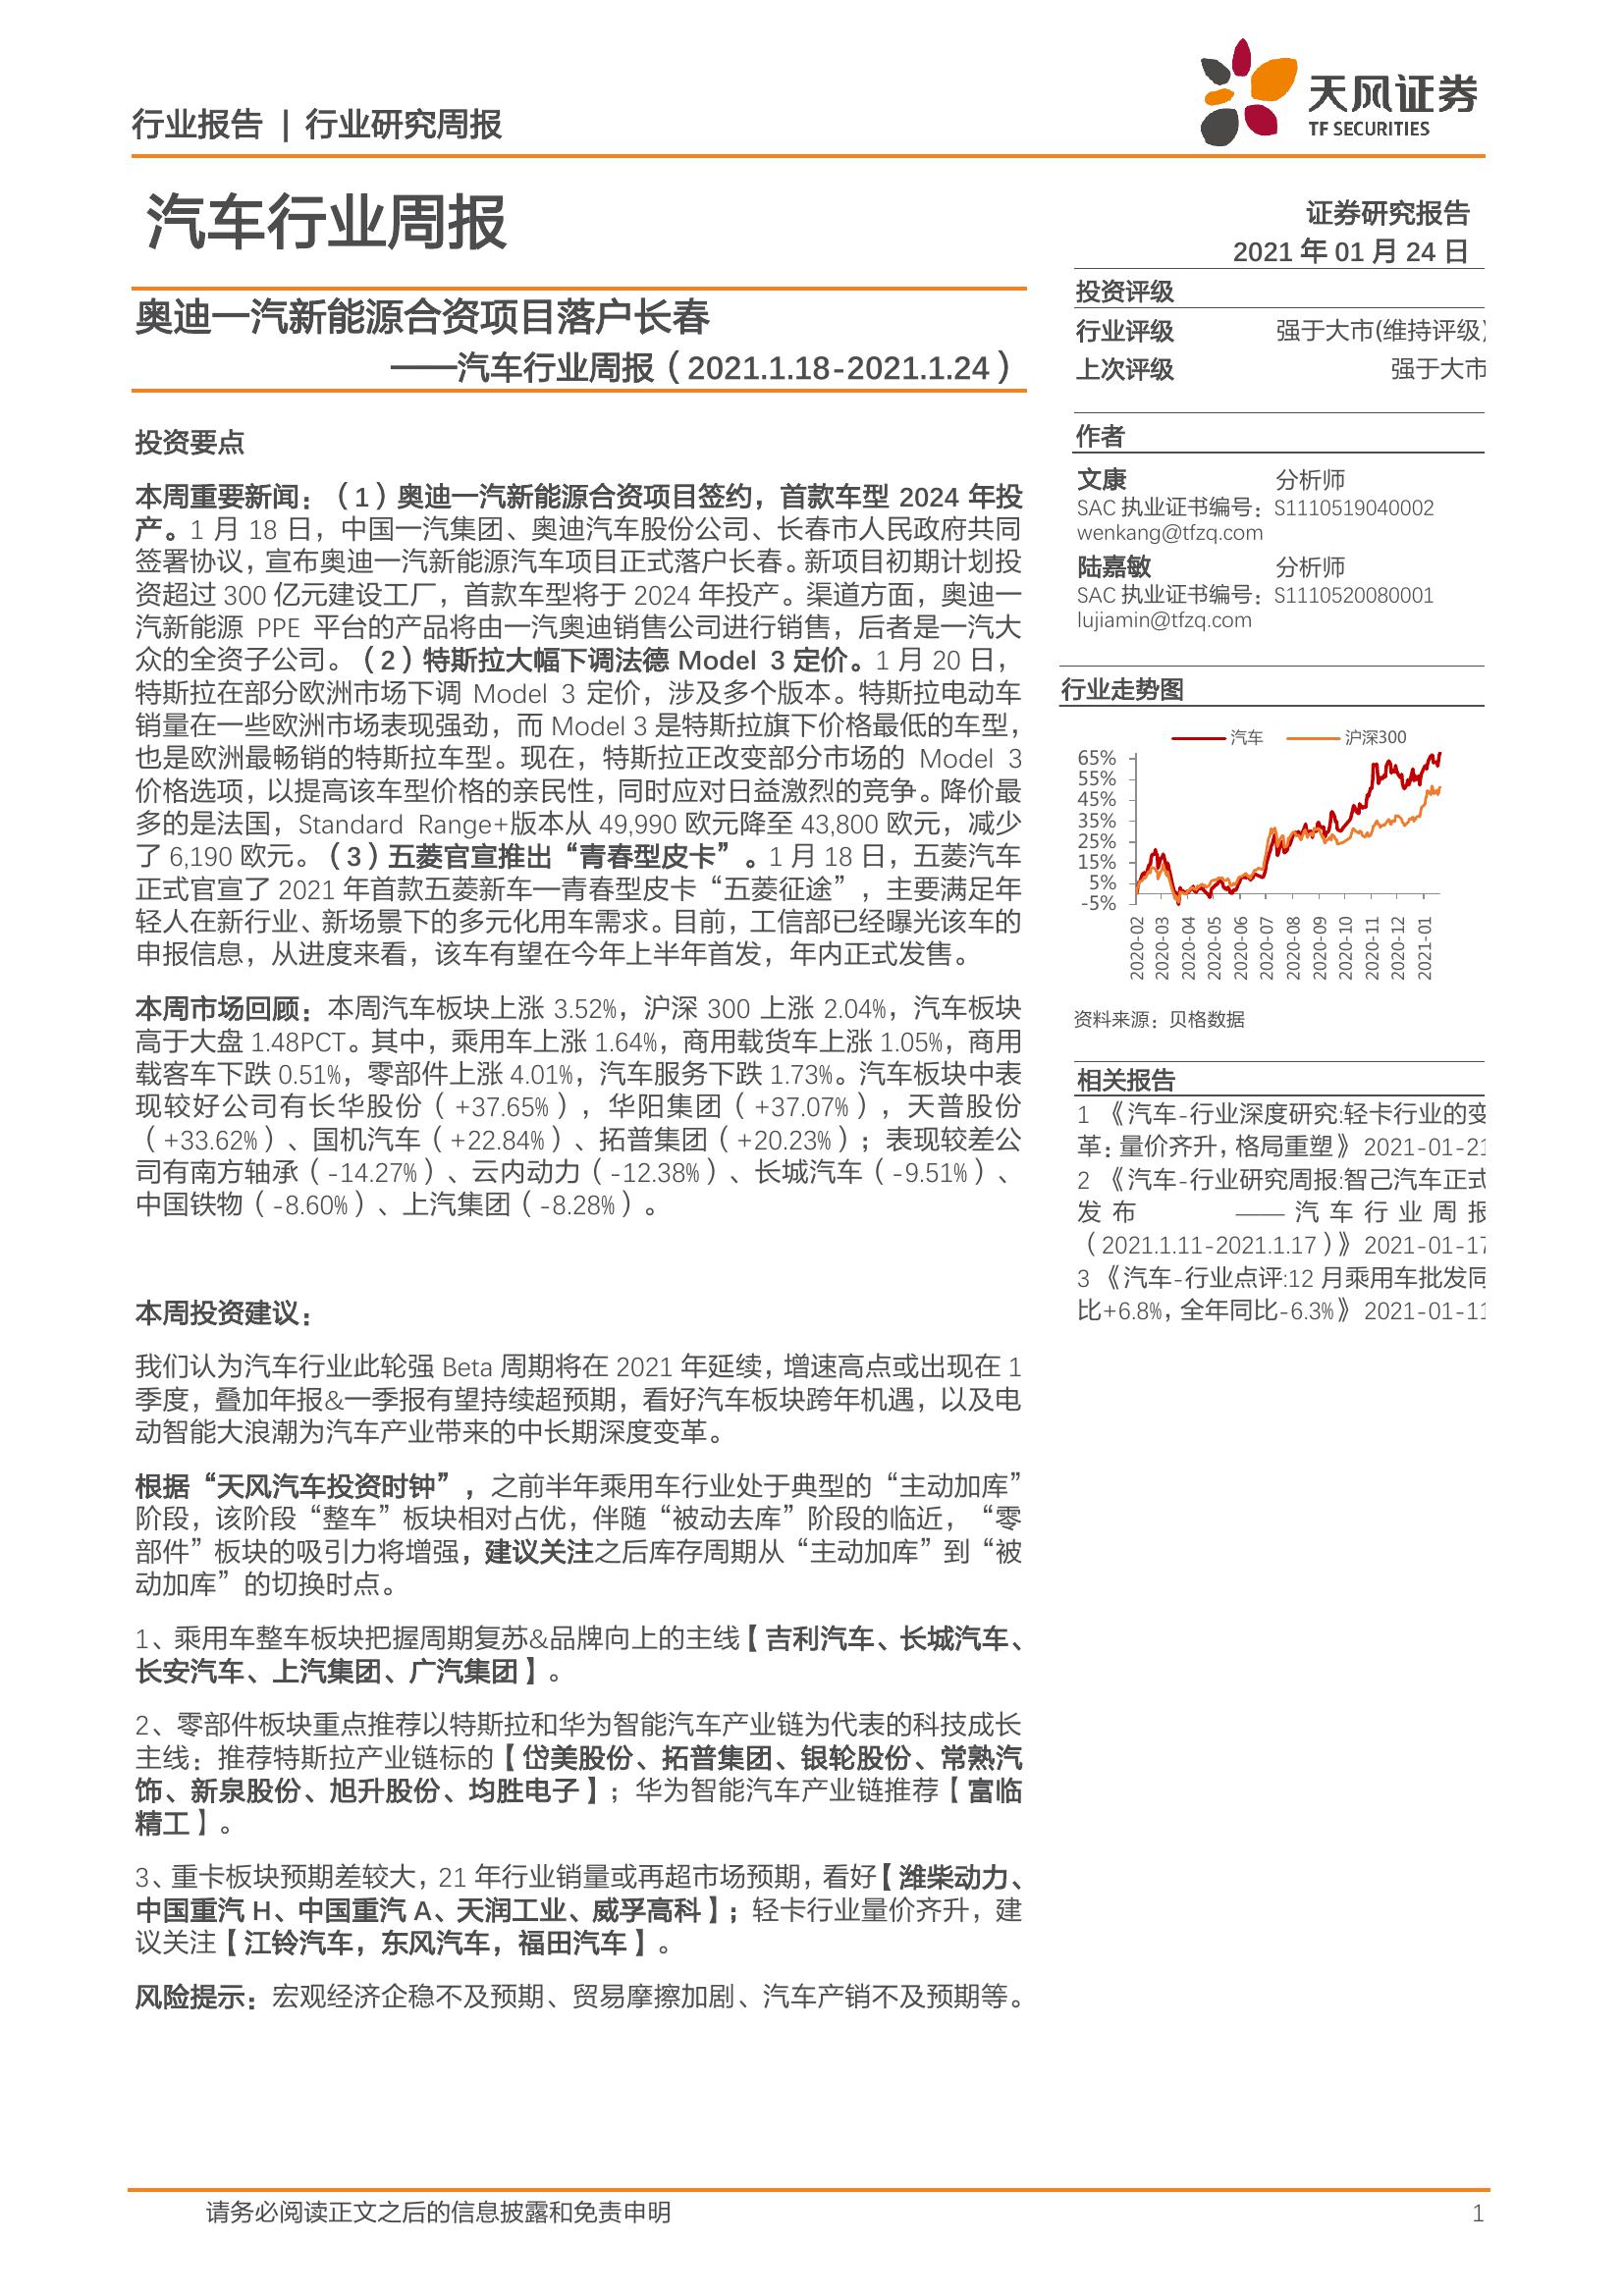 行业报告 | 行业研究周报
天风证券
TF SECURITIES
汽车行业周报
证券研究报告
2021 年 01 月 24 日
奥迪一汽新能源合资项目落户长春
——汽车行业周报（2021.1.18-2021.1.24）
投资要点
本周重要新闻：（1）奥迪一汽新能源合资项目签约，首款车型 2024 年投
产。1 月 18 日，中国一汽集团、奥迪汽车股份公司、长春市人民政府共同
签署协议，宣布奥迪一汽新能源汽车项目正式落户长春。新项目初期计划投
资超过 300 亿元建设工厂，首款车型将于 2024 年投产。渠道方面，奥迪一
汽新能源 PPE 平台的产品将由一汽奥迪销售公司进行销售，后者是一汽大
众的全资子公司。（2）特斯拉大幅下调法德 Model 3 定价。1 月 20 日，
特斯拉在部分欧洲市场下调 Model 3 定价，涉及多个版本。特斯拉电动车
销量在一些欧洲市场表现强劲，而 Model 3 是特斯拉旗下价格最低的车型，
也是欧洲最畅销的特斯拉车型。现在，特斯拉正改变部分市场的 Model 3
价格选项，以提高该车型价格的亲民性，同时应对日益激烈的竞争。降价最
多的是法国，Standard Range+版本从 49,990 欧元降至 43,800 欧元，减少
了 6,190 欧元。（3）五菱官宣推出“青春型皮卡”。1 月 18 日，五菱汽车
正式官宣了 2021 年首款五菱新车—青春型皮卡“五菱征途”，主要满足年
轻人在新行业、新场景下的多元化用车需求。目前，工信部已经曝光该车的
申报信息，从进度来看，该车有望在今年上半年首发，年内正式发售。
本周市场回顾：本周汽车板块上涨 3.52%，沪深 300 上涨 2.04%，汽车板块
高于大盘 1.48PCT。其中，乘用车上涨 1.64%，商用载货车上涨 1.05%，商用
载客车下跌 0.51%，零部件上涨 4.01%，汽车服务下跌 1.73%。汽车板块中表
现较好公司有长华股份（+37.65%），华阳集团（+37.07%），天普股份
（+33.62%）、国机汽车（+22.84%）、拓普集团（+20.23%）；表现较差公
司有南方轴承（-14.27%）、云内动力（-12.38%）、长城汽车（-9.51%）、
中国铁物（-8.60%）、上汽集团（-8.28%）。
本周投资建议：
我们认为汽车行业此轮强 Beta 周期将在 2021 年延续，增速高点或出现在 1
季度，叠加年报&一季报有望持续超预期，看好汽车板块跨年机遇，以及电
动智能大浪潮为汽车产业带来的中长期深度变革。
根据“天风汽车投资时钟”，之前半年乘用车行业处于典型的“主动加库”
阶段，该阶段“整车”板块相对占优，伴随“被动去库”阶段的临近，“零
部件”板块的吸引力将增强，建议关注之后库存周期从“主动加库”到“被
动加库”的切换时点。
1、乘用车整车板块把握周期复苏&品牌向上的主线【吉利汽车、长城汽车、
长安汽车、上汽集团、广汽集团】。
2、零部件板块重点推荐以特斯拉和华为智能汽车产业链为代表的科技成长
主线：推荐特斯拉产业链标的【岱美股份、拓普集团、银轮股份、常熟汽
饰、新泉股份、旭升股份、均胜电子】；华为智能汽车产业链推荐【富临
精工】。
3、重卡板块预期差较大，21 年行业销量或再超市场预期，看好【潍柴动力、
中国重汽 H、中国重汽 A、天润工业、威孚高科】；轻卡行业量价齐升，建
议关注【江铃汽车，东风汽车，福田汽车】。
风险提示：宏观经济企稳不及预期、贸易摩擦加剧、汽车产销不及预期等。
投资评级
行业评级 强于大市(维持评级)
上次评级 强于大市
作者
文康 分析师
SAC 执业证书编号：S1110519040002
wenkang@tfzq.com
陆嘉敏 分析师
SAC 执业证书编号：S1110520080001
lujiamin@tfzq.com
行业走势图
汽车 沪深300
65%
55%
45%
35%
25%
15%
5%
-5%
2020-02 2020-03 2020-04 2020-05 2020-06 2020-07 2020-08 2020-09 2020-10 2020-11 2020-12 2021-01
资料来源：贝格数据
相关报告
1 《汽车-行业深度研究:轻卡行业的变
革：量价齐升，格局重塑》 2021-01-21
2 《汽车-行业研究周报:智己汽车正式
发布 ——汽车行业周报
（2021.1.11-2021.1.17）》 2021-01-17
3 《汽车-行业点评:12 月乘用车批发同
比+6.8%，全年同比-6.3%》 2021-01-11
请务必阅读正文之后的信息披露和免责申明
1